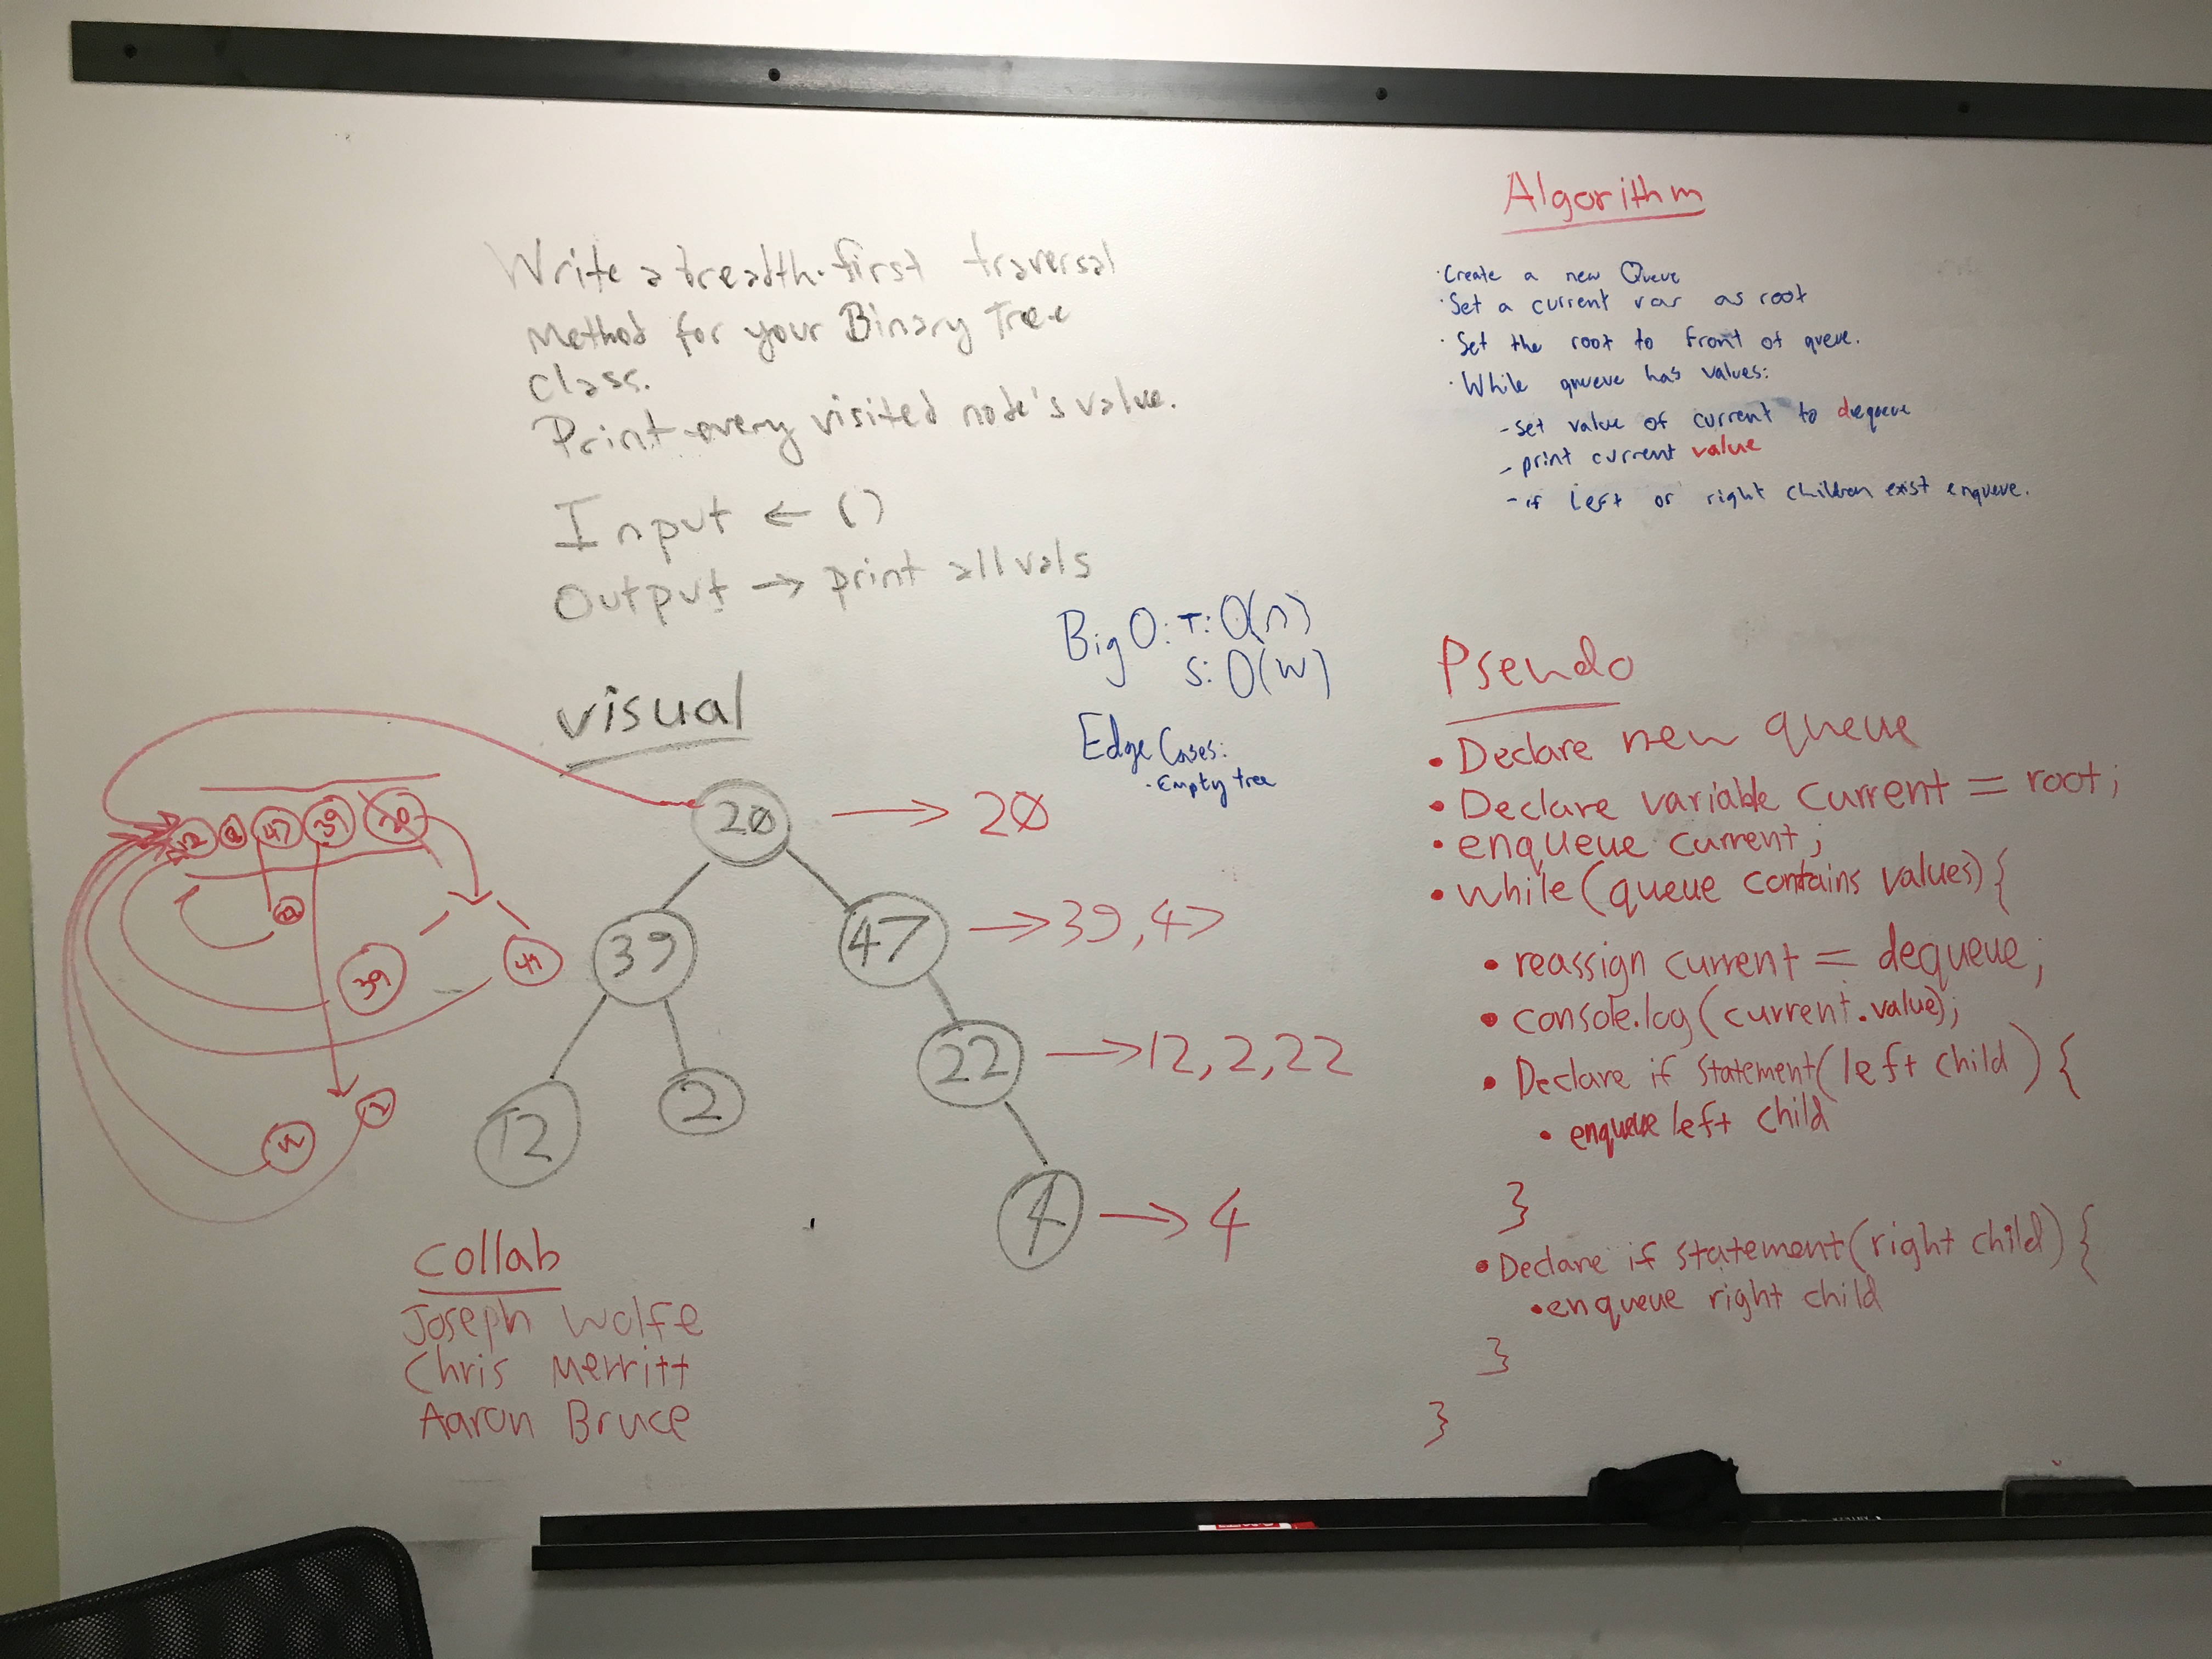 Write a breadth-first traversal
Method for your Binary Tree
class.
Print every visited node's value.
Input ← ()
Output → print all vals
Big O: T: O(n)
S: O(W)
Edge Cases:
· Empty tree
visual
20 → 20
39 47 → 39, 47
12 2 22 → 12, 2, 22
4 → 4
2 47 39 20
39
Collab
Joseph Wolfe
Chris Merritt
Aaron Bruce
Algorithm
· Create a new Queue
· Set a current var as root
· Set the root to front of queue.
· While queue has values:
- set value of current to dequeue
- print current value
- if left or right children exist enqueue.
Pseudo
• Declare new queue
• Declare variable current = root;
• enqueue current;
• while(queue contains values){
• reassign current = dequeue;
• console.log(current.value);
• Declare if statement(left child){
• enqueue left child
}
• Declare if statement(right child){
• enqueue right child
}
}